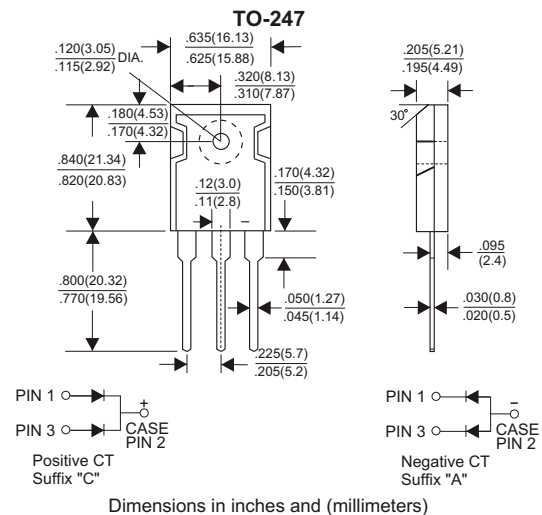 TO-247
.635(16.13)
.625(15.88)
.120(3.05)
.115(2.92)
DIA.
.320(8.13)
.310(7.87)
.205(5.21)
.195(4.49)
30°
.180(4.53)
.170(4.32)
.840(21.34)
.820(20.83)
.12(3.0)
.11(2.8)
.170(4.32)
.150(3.81)
.095
(2.4)
.800(20.32)
.770(19.56)
.050(1.27)
.045(1.14)
.030(0.8)
.020(0.5)
.225(5.7)
.205(5.2)
PIN 1
+
PIN 3
CASE
PIN 2
Positive CT
Suffix "C"
PIN 1
−
PIN 3
CASE
PIN 2
Negative CT
Suffix "A"
Dimensions in inches and (millimeters)